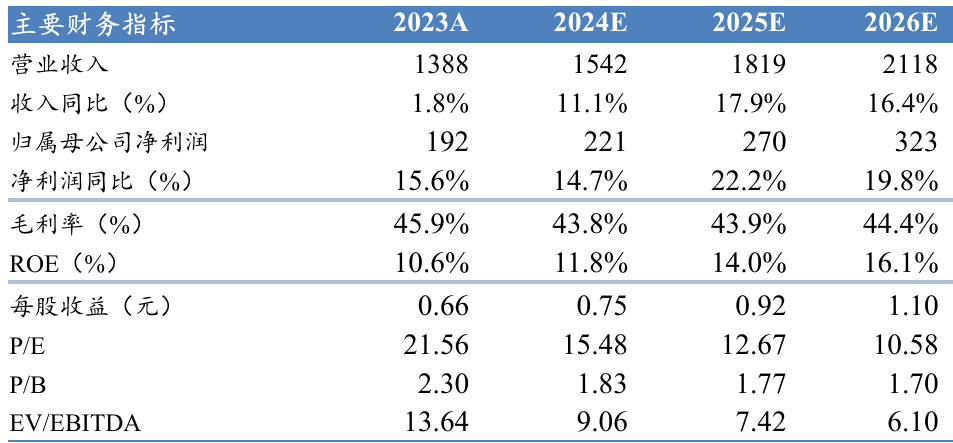 主要财务指标 2023A 2024E 2025E 2026E
营业收入 1388 1542 1819 2118
收入同比（%） 1.8% 11.1% 17.9% 16.4%
归属母公司净利润 192 221 270 323
净利润同比（%） 15.6% 14.7% 22.2% 19.8%
毛利率（%） 45.9% 43.8% 43.9% 44.4%
ROE（%） 10.6% 11.8% 14.0% 16.1%
每股收益（元） 0.66 0.75 0.92 1.10
P/E 21.56 15.48 12.67 10.58
P/B 2.30 1.83 1.77 1.70
EV/EBITDA 13.64 9.06 7.42 6.10